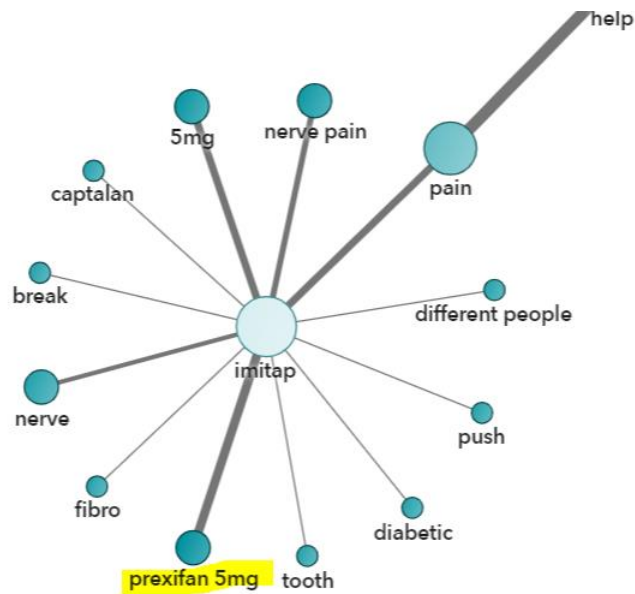 help
5mg
nerve pain
captalan
pain
break
different people
imitap
nerve
push
fibro
diabetic
prexifan 5mg
tooth